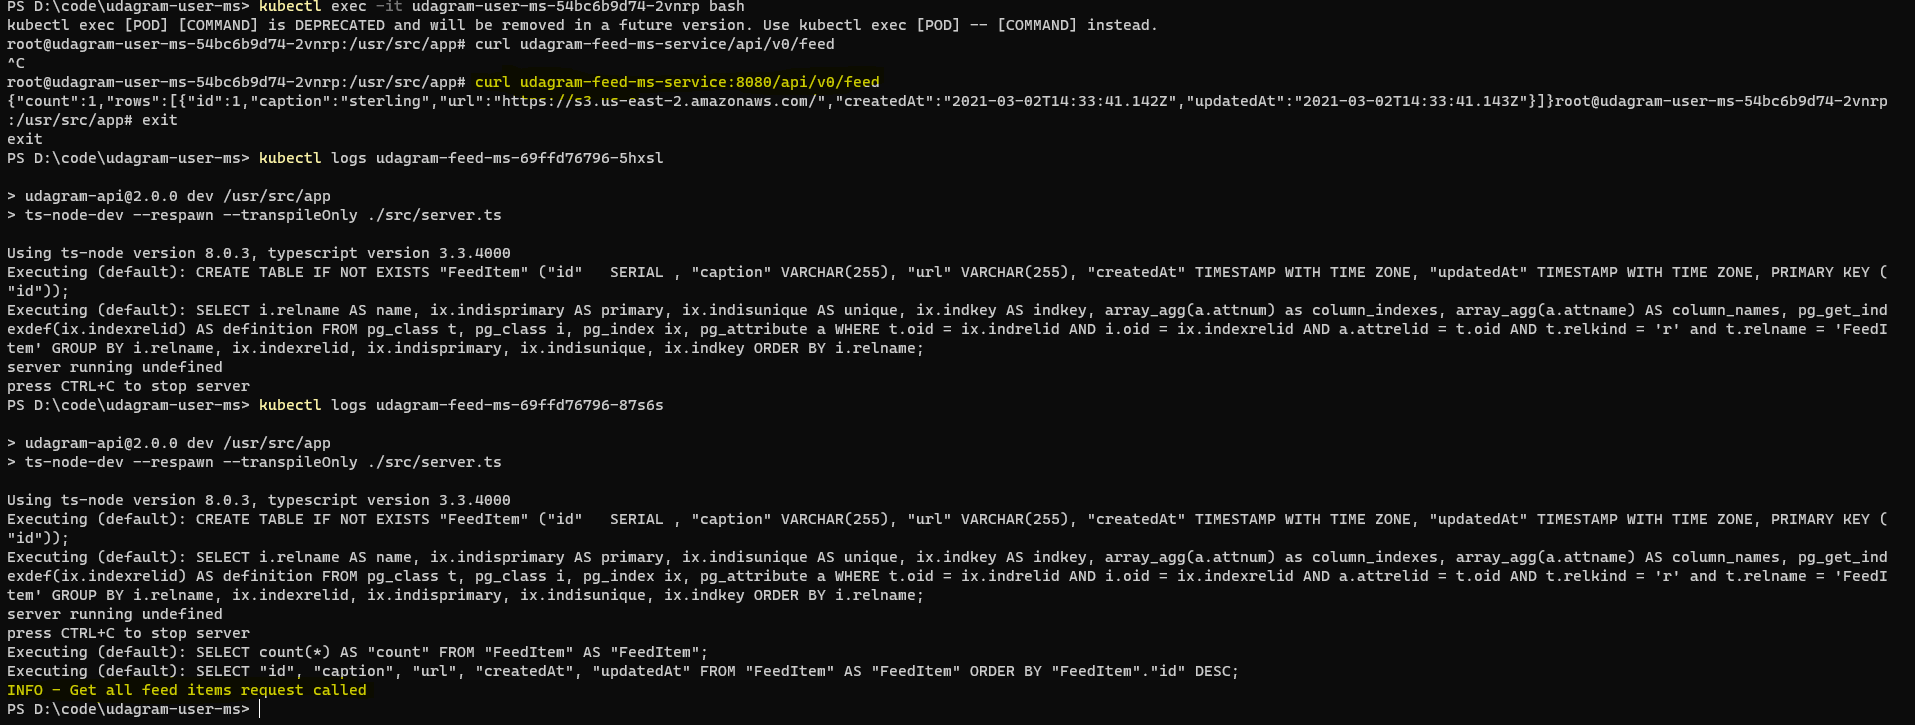 PS D:\code\udagram-user-ms> kubectl exec -it udagram-user-ms-54bc6b9d74-2vnrp bash
kubectl exec [POD] [COMMAND] is DEPRECATED and will be removed in a future version. Use kubectl exec [POD] -- [COMMAND] instead.
root@udagram-user-ms-54bc6b9d74-2vnrp:/usr/src/app# curl udagram-feed-ms-service/api/v0/feed
^C
root@udagram-user-ms-54bc6b9d74-2vnrp:/usr/src/app# curl udagram-feed-ms-service:8080/api/v0/feed
{"count":1,"rows":[{"id":1,"caption":"sterling","url":"https://s3.us-east-2.amazonaws.com/","createdAt":"2021-03-02T14:33:41.142Z","updatedAt":"2021-03-02T14:33:41.143Z"}]}root@udagram-user-ms-54bc6b9d74-2vnrp
:/usr/src/app# exit
exit
PS D:\code\udagram-user-ms> kubectl logs udagram-feed-ms-69ffd76796-5hxsl
> udagram-api@2.0.0 dev /usr/src/app
> ts-node-dev --respawn --transpileOnly ./src/server.ts
Using ts-node version 8.0.3, typescript version 3.3.4000
Executing (default): CREATE TABLE IF NOT EXISTS "FeedItem" ("id"   SERIAL , "caption" VARCHAR(255), "url" VARCHAR(255), "createdAt" TIMESTAMP WITH TIME ZONE, "updatedAt" TIMESTAMP WITH TIME ZONE, PRIMARY KEY (
"id"));
Executing (default): SELECT i.relname AS name, ix.indisprimary AS primary, ix.indisunique AS unique, ix.indkey AS indkey, array_agg(a.attnum) as column_indexes, array_agg(a.attname) AS column_names, pg_get_ind
exdef(ix.indexrelid) AS definition FROM pg_class t, pg_class i, pg_index ix, pg_attribute a WHERE t.oid = ix.indrelid AND i.oid = ix.indexrelid AND a.attrelid = t.oid AND t.relkind = 'r' and t.relname = 'FeedI
tem' GROUP BY i.relname, ix.indexrelid, ix.indisprimary, ix.indisunique, ix.indkey ORDER BY i.relname;
server running undefined
press CTRL+C to stop server
PS D:\code\udagram-user-ms> kubectl logs udagram-feed-ms-69ffd76796-87s6s
> udagram-api@2.0.0 dev /usr/src/app
> ts-node-dev --respawn --transpileOnly ./src/server.ts
Using ts-node version 8.0.3, typescript version 3.3.4000
Executing (default): CREATE TABLE IF NOT EXISTS "FeedItem" ("id"   SERIAL , "caption" VARCHAR(255), "url" VARCHAR(255), "createdAt" TIMESTAMP WITH TIME ZONE, "updatedAt" TIMESTAMP WITH TIME ZONE, PRIMARY KEY (
"id"));
Executing (default): SELECT i.relname AS name, ix.indisprimary AS primary, ix.indisunique AS unique, ix.indkey AS indkey, array_agg(a.attnum) as column_indexes, array_agg(a.attname) AS column_names, pg_get_ind
exdef(ix.indexrelid) AS definition FROM pg_class t, pg_class i, pg_index ix, pg_attribute a WHERE t.oid = ix.indrelid AND i.oid = ix.indexrelid AND a.attrelid = t.oid AND t.relkind = 'r' and t.relname = 'FeedI
tem' GROUP BY i.relname, ix.indexrelid, ix.indisprimary, ix.indisunique, ix.indkey ORDER BY i.relname;
server running undefined
press CTRL+C to stop server
Executing (default): SELECT count(*) AS "count" FROM "FeedItem" AS "FeedItem";
Executing (default): SELECT "id", "caption", "url", "createdAt", "updatedAt" FROM "FeedItem" AS "FeedItem" ORDER BY "FeedItem"."id" DESC;
INFO - Get all feed items request called
PS D:\code\udagram-user-ms>